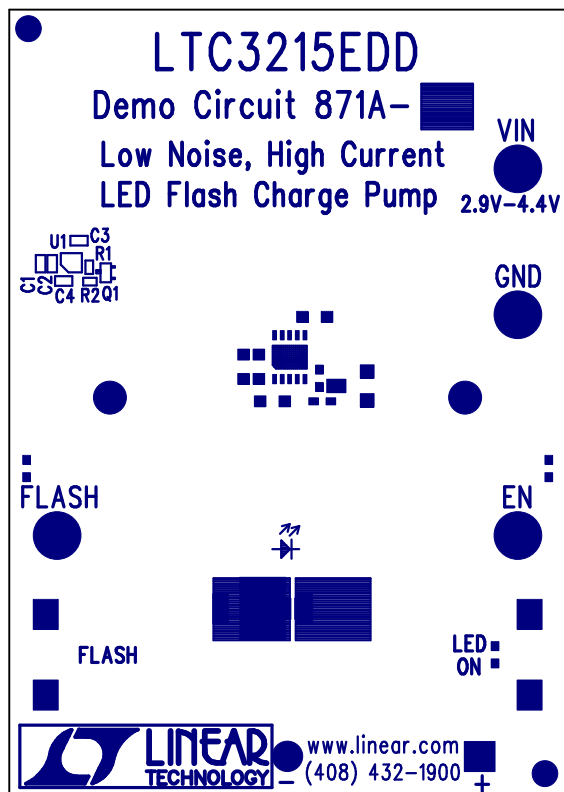 LTC3215EDD
Demo Circuit 871A-
Low Noise, High Current
LED Flash Charge Pump
VIN
2.9V-4.4V
U1
C3
R1
C1
C2
C4
R2
Q1
GND
FLASH
EN
FLASH
LED
ON
LINEAR
TECHNOLOGY
www.linear.com
- (408) 432-1900
+